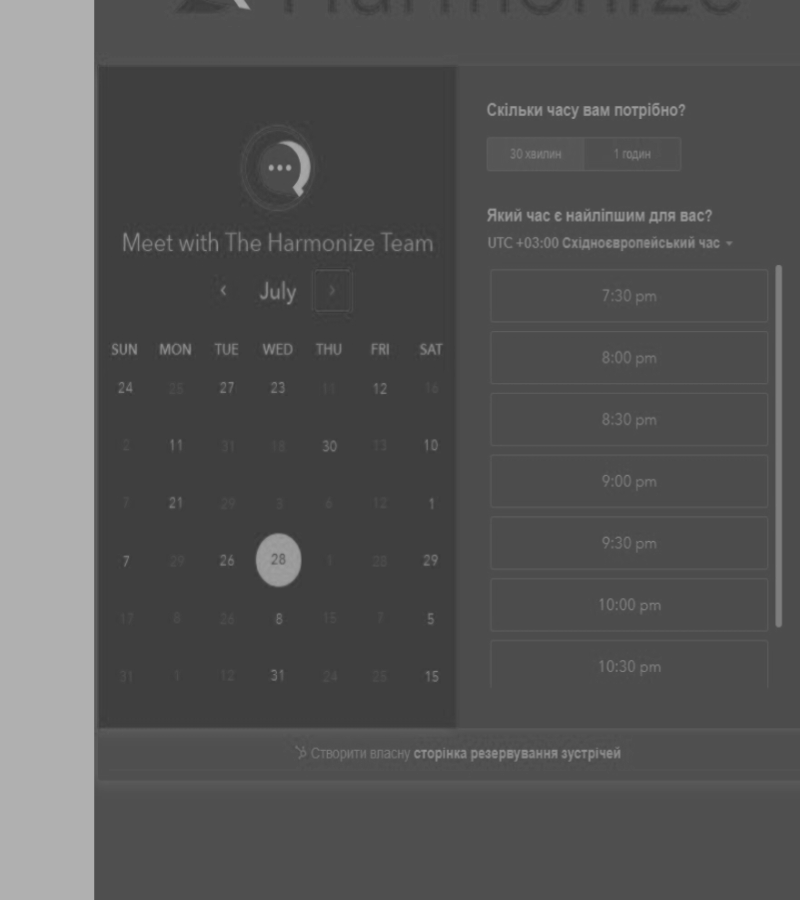 Harmonize
Meet with The Harmonize Team
July
SUN MON TUE WED THU FRI SAT
24 27 23 11 12 16
2 11 31 18 30 13 10
7 21 29 6 12 1
7 29 26 28 1 28 29
17 26 8 15 7 5
31 1 12 31 24 15
Скільки часу вам потрібно?
30 хвилин 1 годин
Який час є найліпшим для вас?
UTC +03:00 Східноєвропейський час
7:30 pm
8:00 pm
8:30 pm
9:00 pm
9:30 pm
10:00 pm
10:30 pm
Створити власну сторінка резервування зустрічей